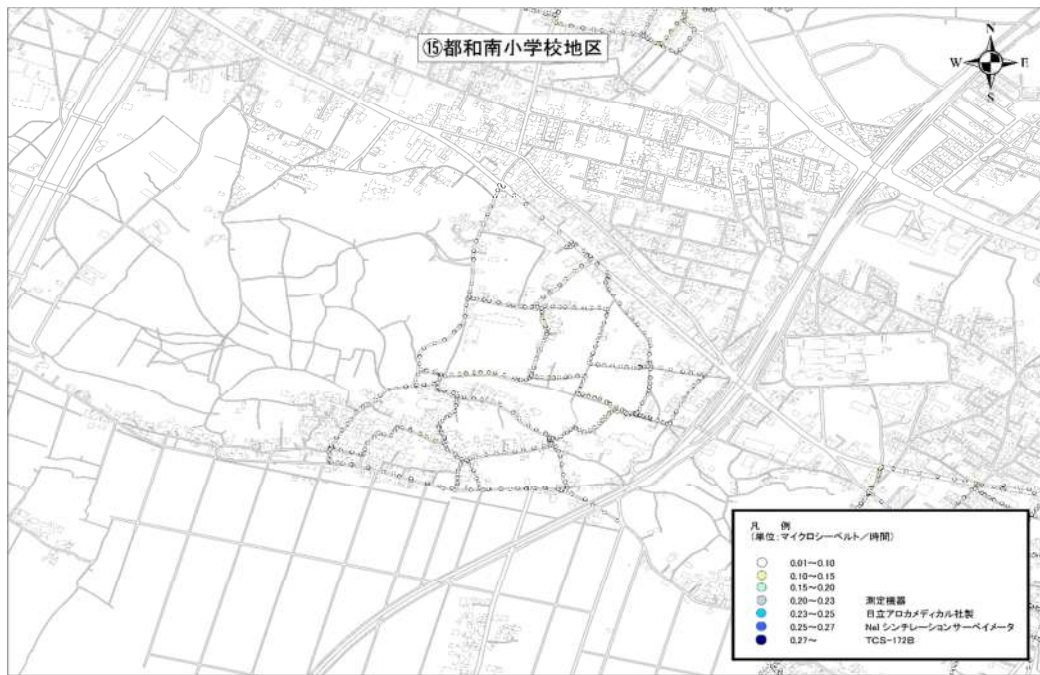 ⑮都和南小学校地区
N
W
E
S
凡 例
(単位:マイクロシーベルト/時間)
0.01~0.10
0.10~0.15
0.15~0.20
0.20~0.23 測定機器
0.23~0.25 日立アロカメディカル社製
0.25~0.27 NaI シンチレーションサーベイメータ
0.27~ TCS-172B